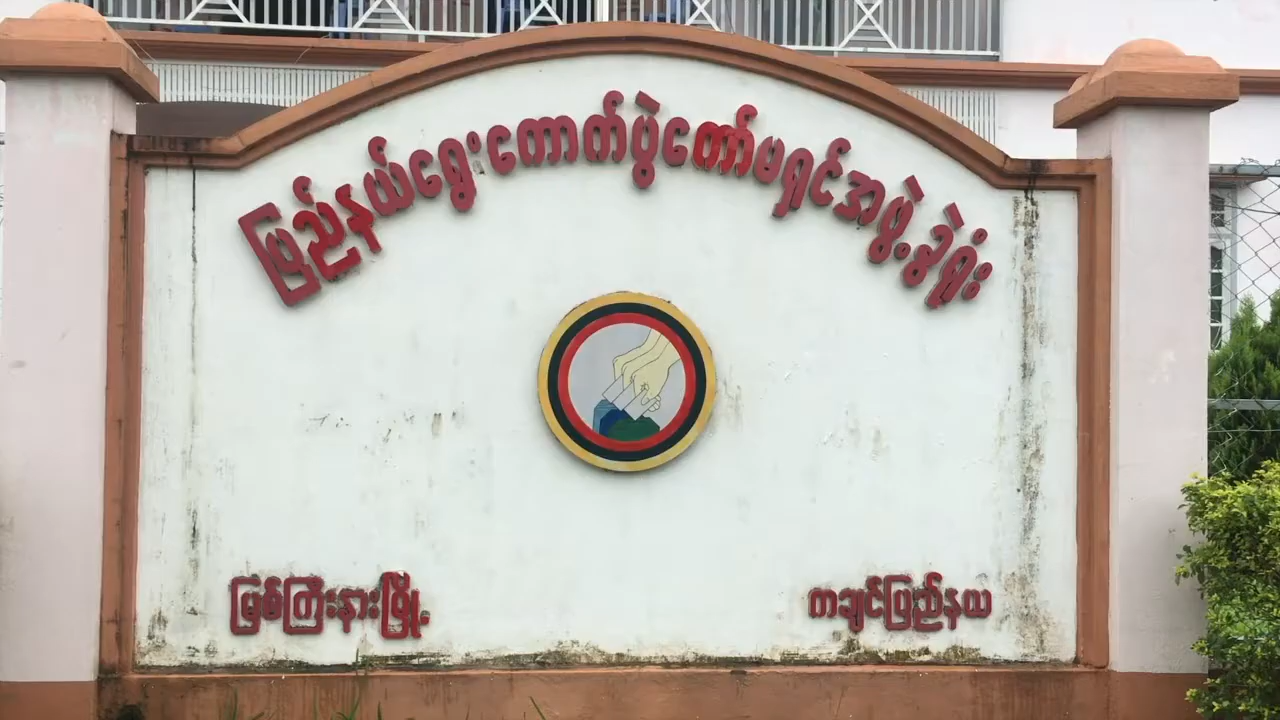 ပြည်နယ်ရွေးကောက်ပွဲကော်မရှင်အဖွဲ့ခွဲရုံး
မြစ်ကြီးနားမြို့
ကချင်ပြည်နယ